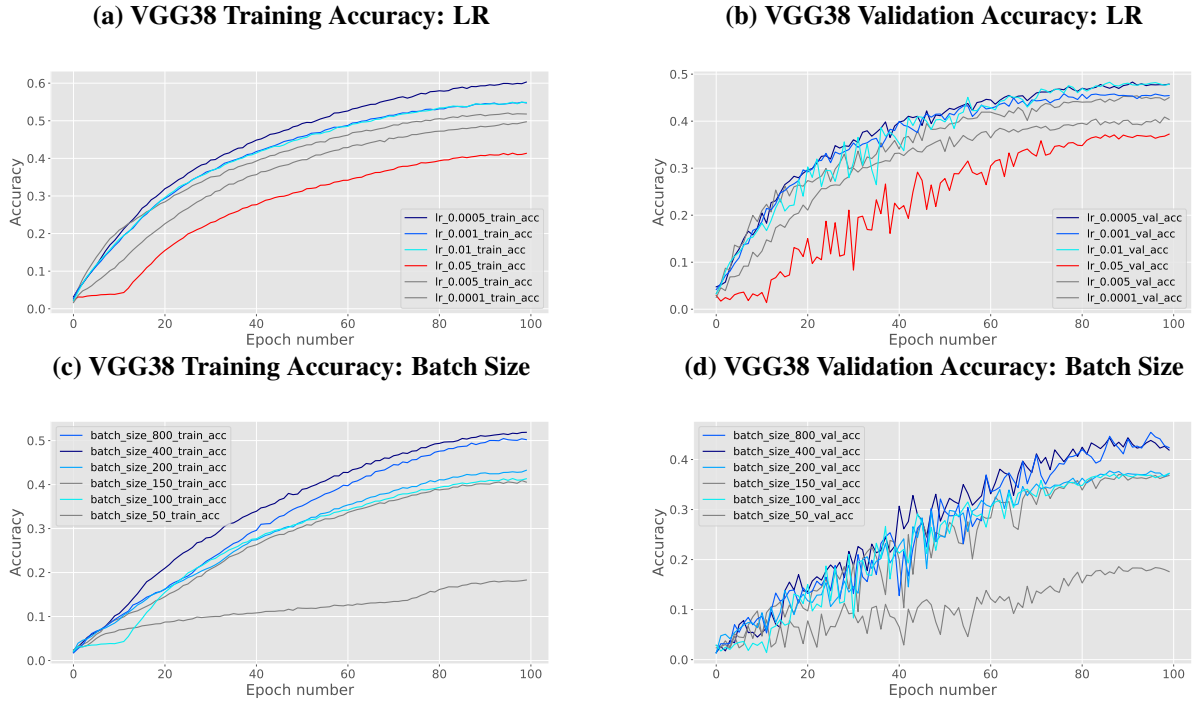 (a) VGG38 Training Accuracy: LR
0.6
0.5
0.4
0.3
0.2
0.1
0.0
Accuracy
lr_0.0005_train_acc
lr_0.001_train_acc
lr_0.01_train_acc
lr_0.05_train_acc
lr_0.005_train_acc
lr_0.0001_train_acc
0 20 40 60 80 100
Epoch number
(b) VGG38 Validation Accuracy: LR
0.5
0.4
0.3
0.2
0.1
0.0
Accuracy
lr_0.0005_val_acc
lr_0.001_val_acc
lr_0.01_val_acc
lr_0.05_val_acc
lr_0.005_val_acc
lr_0.0001_val_acc
0 20 40 60 80 100
Epoch number
(c) VGG38 Training Accuracy: Batch Size
0.5
0.4
0.3
0.2
0.1
0.0
Accuracy
batch_size_800_train_acc
batch_size_400_train_acc
batch_size_200_train_acc
batch_size_150_train_acc
batch_size_100_train_acc
batch_size_50_train_acc
0 20 40 60 80 100
Epoch number
(d) VGG38 Validation Accuracy: Batch Size
0.4
0.3
0.2
0.1
0.0
Accuracy
batch_size_800_val_acc
batch_size_400_val_acc
batch_size_200_val_acc
batch_size_150_val_acc
batch_size_100_val_acc
batch_size_50_val_acc
0 20 40 60 80 100
Epoch number